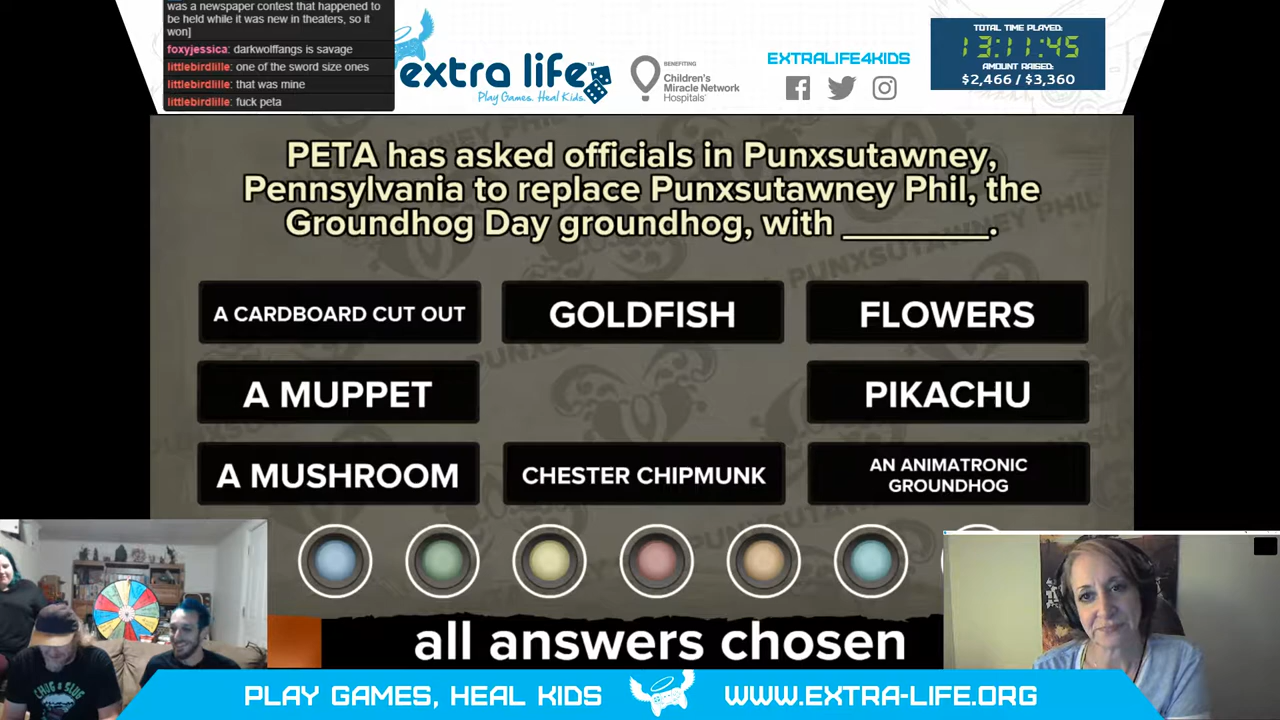 was a newspaper contest that happened to
be held while it was new in theaters, so it
won]
foxyjessica: darkwolffangs is savage
littlebirdlille: one of the sword size ones
littlebirdlille: that was mine
littlebirdlille: fuck peta
extra life
Play Games. Heal Kids.
BENEFITING
Children's
Miracle Network
Hospitals
EXTRALIFE4KIDS
TOTAL TIME PLAYED:
13:11:45
AMOUNT RAISED:
$2,466 / $3,360
PETA has asked officials in Punxsutawney,
Pennsylvania to replace Punxsutawney Phil, the
Groundhog Day groundhog, with ________.
A CARDBOARD CUT OUT
GOLDFISH
FLOWERS
A MUPPET
PIKACHU
A MUSHROOM
CHESTER CHIPMUNK
AN ANIMATRONIC
GROUNDHOG
all answers chosen
CHUG & SLUG
PLAY GAMES, HEAL KIDS
WWW.EXTRA-LIFE.ORG